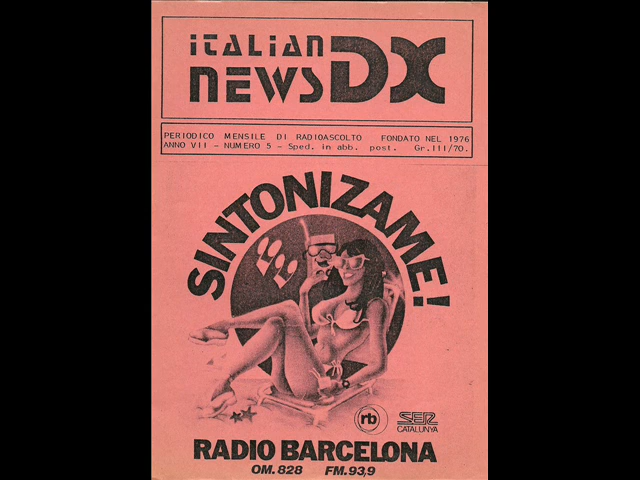 iTALiAN
NEWS DX
PERIODICO MENSILE DI RADIOASCOLTO FONDATO NEL 1976
ANNO VII - NUMERO 5 - Sped. in abb. post. Gr.III/70.
SINTONIZAME!
rb
SER
CATALUNYA
RADIO BARCELONA
OM.828 FM.93,9